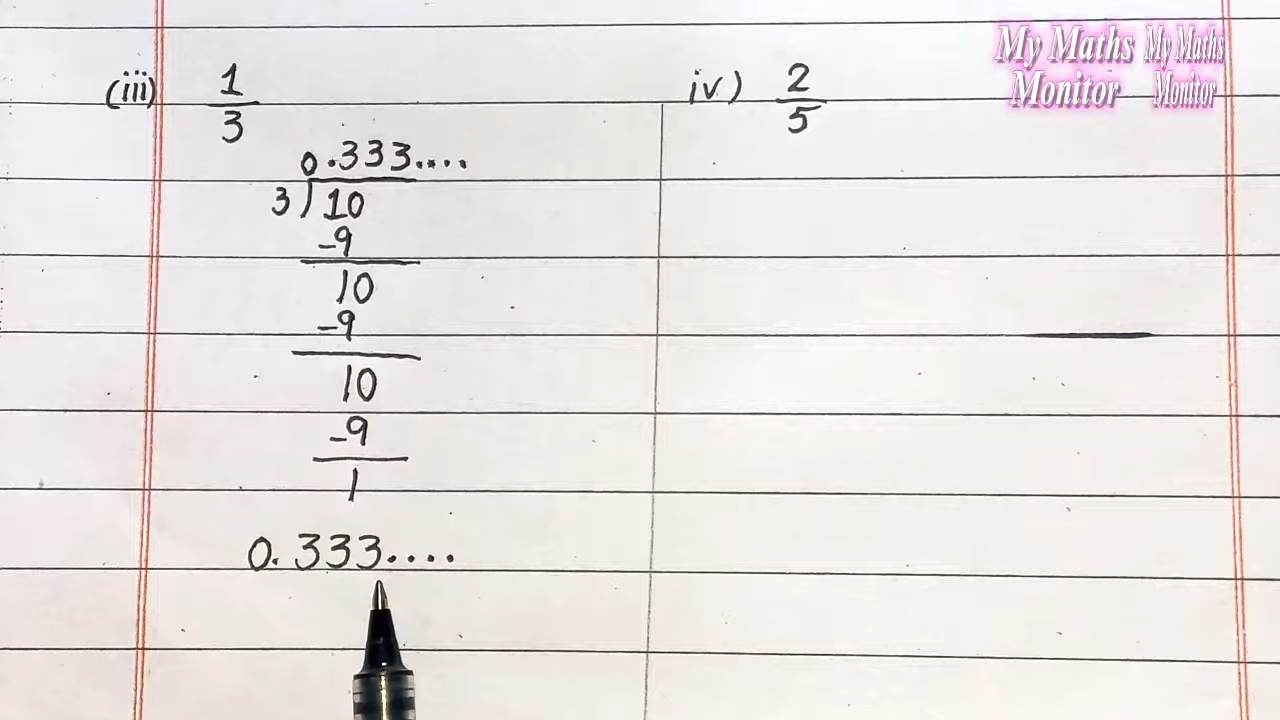 (iii) 1
3
0.333....
3)10
-9
10
-9
10
-9
1
0.333....
iv) 2
5
My Maths My Maths
Monitor Monitor